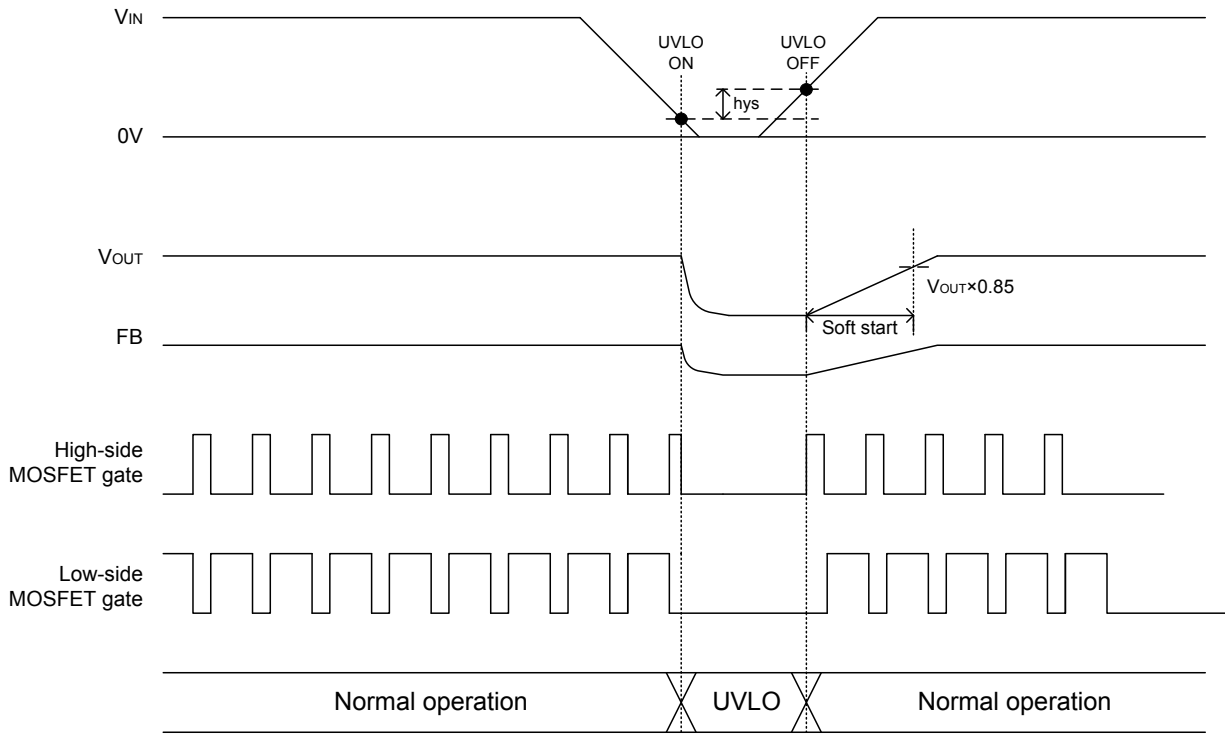 VIN
UVLO
ON
UVLO
OFF
hys
0V
VOUT
VOUT×0.85
Soft start
FB
High-side
MOSFET gate
Low-side
MOSFET gate
Normal operation
UVLO
Normal operation